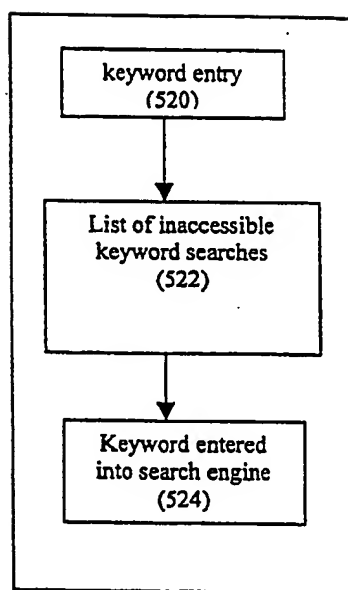 keyword entry
(520)
List of inaccessible
keyword searches
(522)
Keyword entered
into search engine
(524)